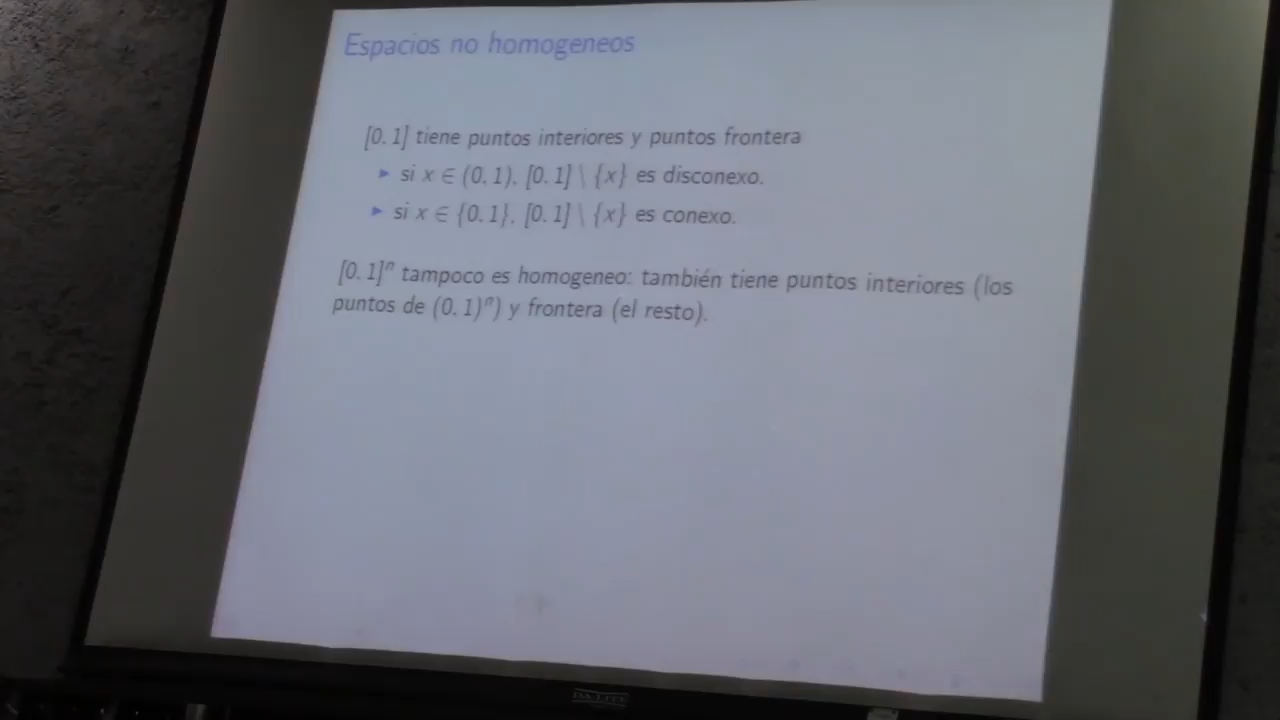 Espacios no homogeneos
[0, 1] tiene puntos interiores y puntos frontera
► si x ∈ (0, 1), [0, 1] \ {x} es disconexo.
► si x ∈ {0, 1}, [0, 1] \ {x} es conexo.
[0, 1]ⁿ tampoco es homogeneo: también tiene puntos interiores (los
puntos de (0, 1)ⁿ) y frontera (el resto).
DA-LITE